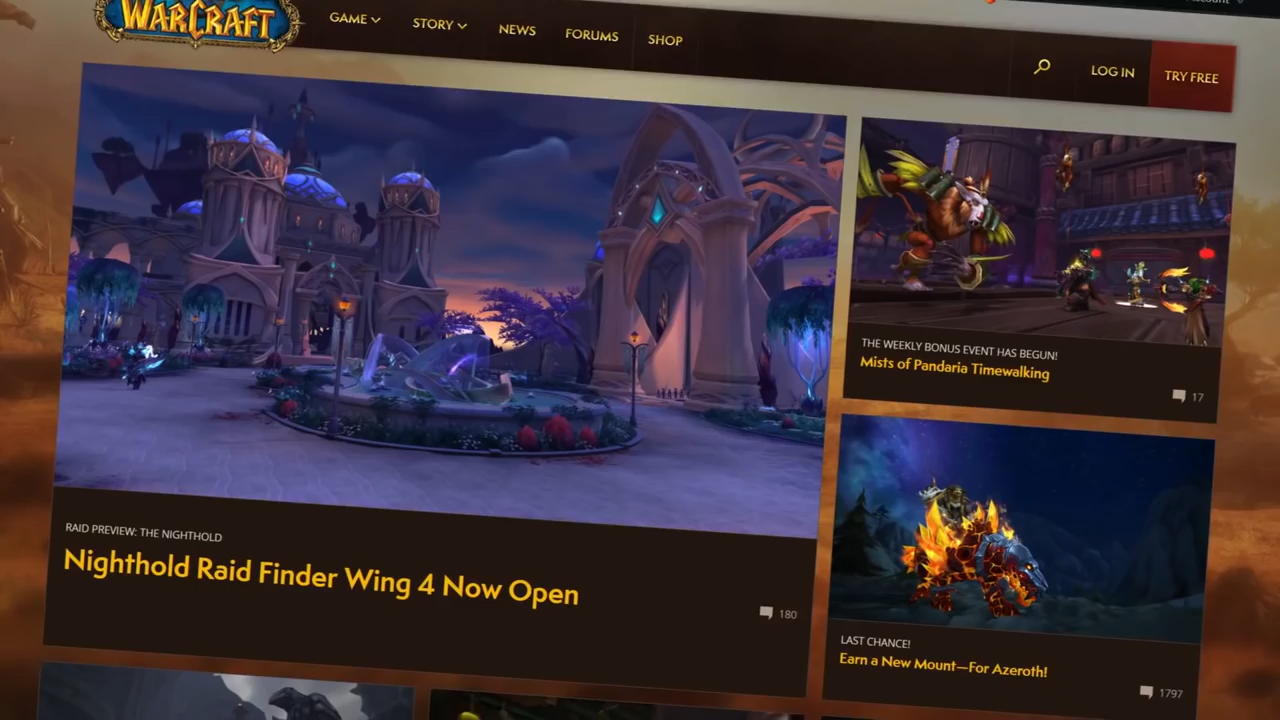 WARCRAFT
GAME
STORY
NEWS
FORUMS
SHOP
LOG IN
TRY FREE
THE WEEKLY BONUS EVENT HAS BEGUN!
Mists of Pandaria Timewalking
17
RAID PREVIEW: THE NIGHTHOLD
Nighthold Raid Finder Wing 4 Now Open
180
LAST CHANCE!
Earn a New Mount—For Azeroth!
1797